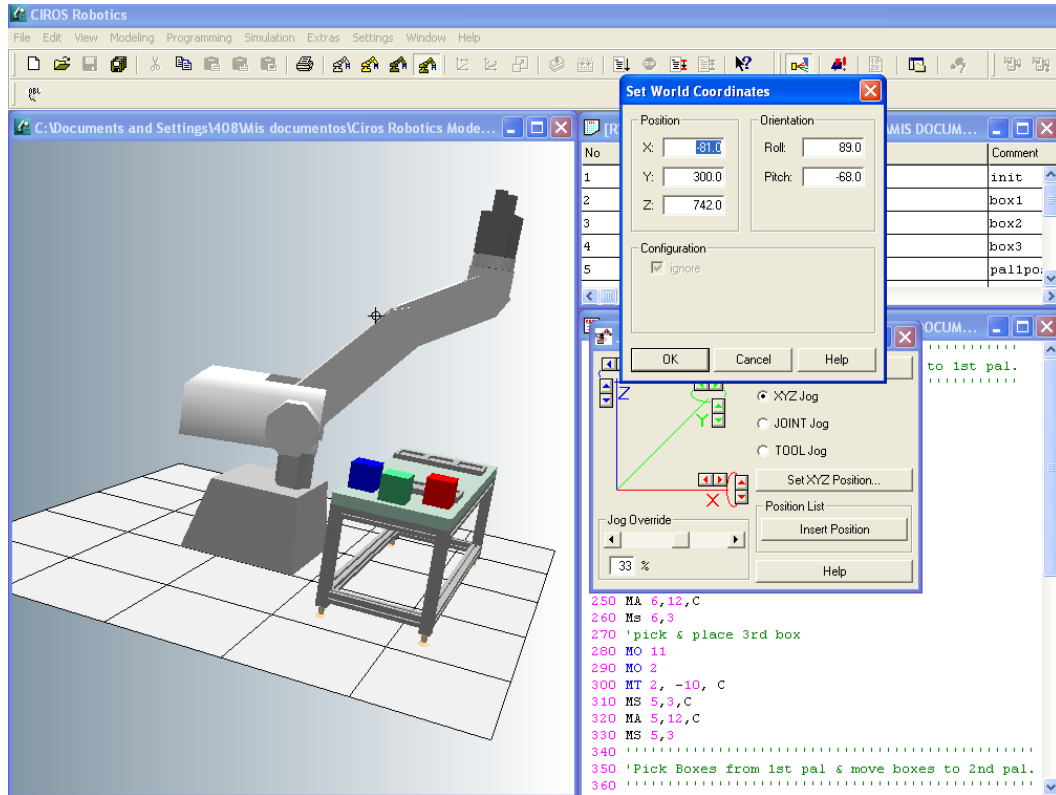 CIROS Robotics
File Edit View Modeling Programming Simulation Extras Settings Window Help
C:\Documents and Settings\408\Mis documentos\Ciros Robotics Mode...
AMIS DOCUM...
No
Comment
1 init
2 box1
3 box2
4 box3
5 pal1po
Set World Coordinates
Position
X: -81.0
Y: 300.0
Z: 742.0
Orientation
Roll: 89.0
Pitch: -68.0
Configuration
ignore
OK Cancel Help
OCUM...
to 1st pal.
Z
Y
X
XYZ Jog
JOINT Jog
TOOL Jog
Set XYZ Position...
Position List
Insert Position
Jog Override
33 %
Help
250 MA 6,12,C
260 Ms 6,3
270 'pick & place 3rd box
280 MO 11
290 MO 2
300 MT 2, -10, C
310 MS 5,3,C
320 MA 5,12,C
330 MS 5,3
340 ''''''''''''''''''''''''''''''''''''''''''''''''''
350 'Pick Boxes from 1st pal & move boxes to 2nd pal.
360 ''''''''''''''''''''''''''''''''''''''''''''''''''